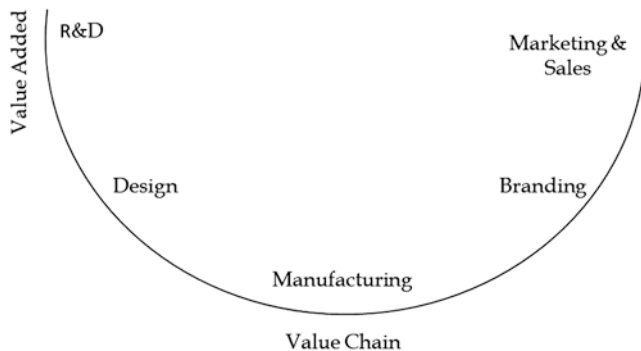 Value Added
R&D
Marketing &
Sales
Design
Branding
Manufacturing
Value Chain